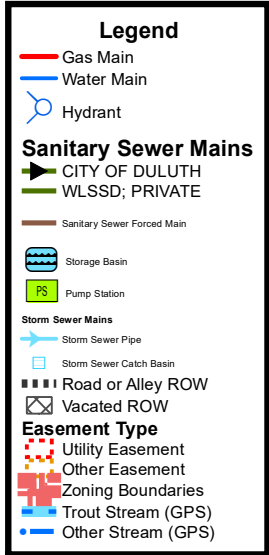 Legend
Gas Main
Water Main
Hydrant
Sanitary Sewer Mains
CITY OF DULUTH
WLSSD; PRIVATE
Sanitary Sewer Forced Main
Storage Basin
PS Pump Station
Storm Sewer Mains
Storm Sewer Pipe
Storm Sewer Catch Basin
Road or Alley ROW
Vacated ROW
Easement Type
Utility Easement
Other Easement
Zoning Boundaries
Trout Stream (GPS)
Other Stream (GPS)